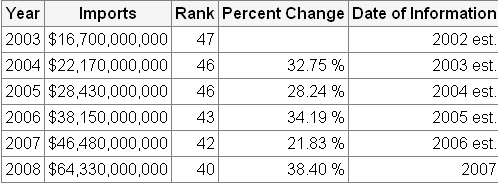 Year Imports Rank Percent Change Date of Information
2003 $16,700,000,000 47 2002 est.
2004 $22,170,000,000 46 32.75 % 2003 est.
2005 $28,430,000,000 46 28.24 % 2004 est.
2006 $38,150,000,000 43 34.19 % 2005 est.
2007 $46,480,000,000 42 21.83 % 2006 est.
2008 $64,330,000,000 40 38.40 % 2007